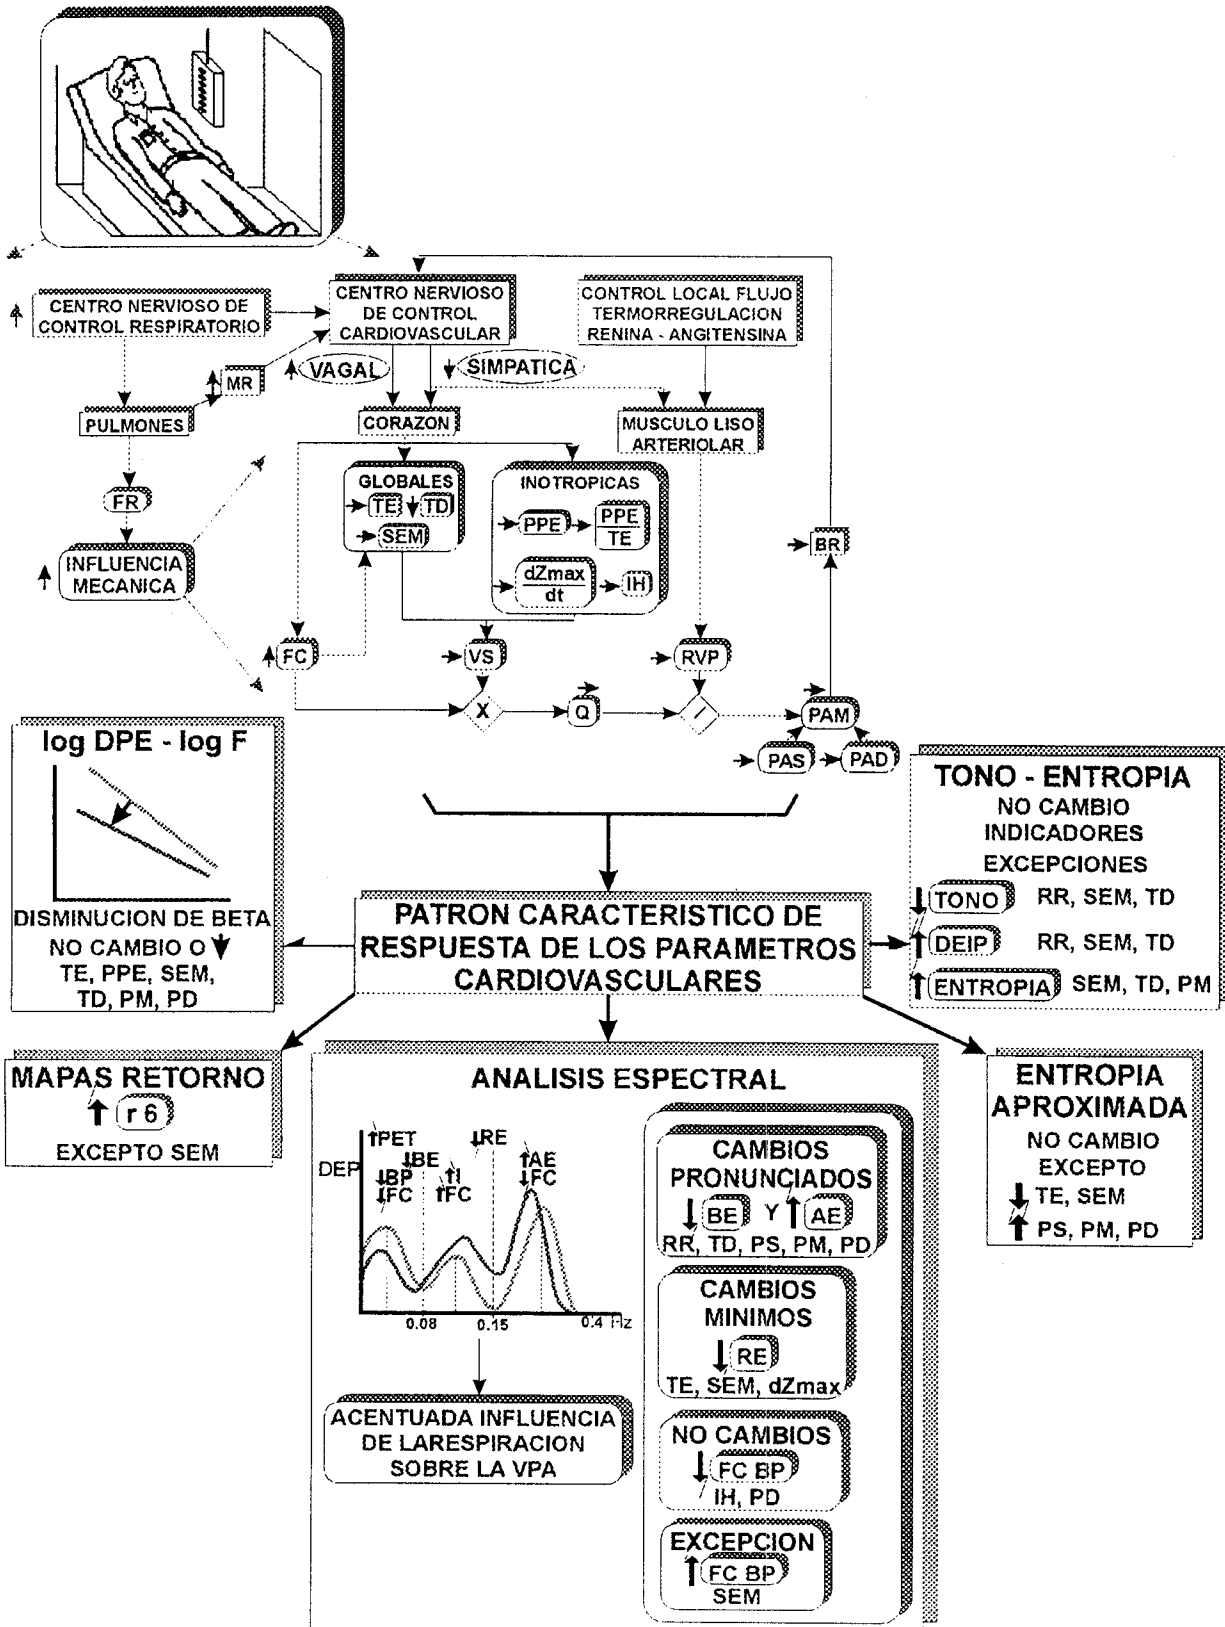 CENTRO NERVIOSO DE
CONTROL RESPIRATORIO
CENTRO NERVIOSO
DE CONTROL
CARDIOVASCULAR
CONTROL LOCAL FLUJO
TERMORREGULACION
RENINA - ANGITENSINA
VAGAL
SIMPATICA
MR
PULMONES
CORAZON
MUSCULO LISO
ARTERIOLAR
FR
INFLUENCIA
MECANICA
GLOBALES
TE TD
SEM
INOTROPICAS
PPE
PPE
TE
dZmax
dt
IH
BR
FC
VS
RVP
X
Q
/
PAM
PAS
PAD
log DPE - log F
DISMINUCION DE BETA
NO CAMBIO O
TE, PPE, SEM,
TD, PM, PD
TONO - ENTROPIA
NO CAMBIO
INDICADORES
EXCEPCIONES
TONO RR, SEM, TD
DEIP RR, SEM, TD
ENTROPIA SEM, TD, PM
PATRON CARACTERISTICO DE
RESPUESTA DE LOS PARAMETROS
CARDIOVASCULARES
MAPAS RETORNO
r 6
EXCEPTO SEM
ANALISIS ESPECTRAL
DEP
↑PET
↓BE
↓BP
↓FC
↑I
↑FC
↓RE
↑AE
↓FC
0.08
0.15
0.4 Hz
ACENTUADA INFLUENCIA
DE LARESPIRACION
SOBRE LA VPA
CAMBIOS
PRONUNCIADOS
↓ BE Y ↑ AE
RR, TD, PS, PM, PD
CAMBIOS
MINIMOS
↓ RE
TE, SEM, dZmax
NO CAMBIOS
↓ FC BP
IH, PD
EXCEPCION
↑ FC BP
SEM
ENTROPIA
APROXIMADA
NO CAMBIO
EXCEPTO
↓ TE, SEM
↑ PS, PM, PD